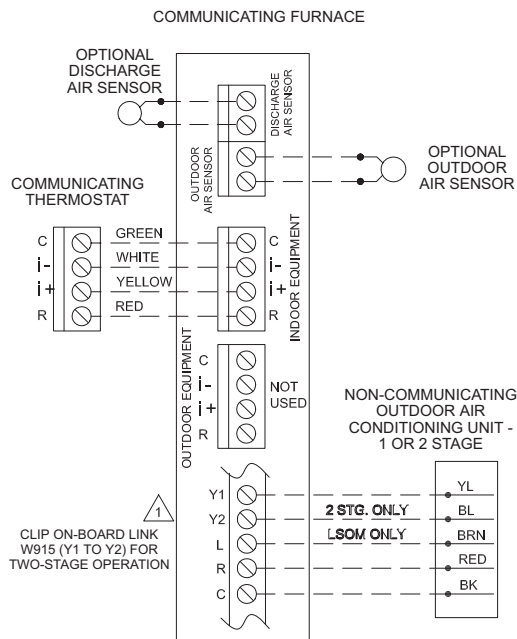 COMMUNICATING FURNACE
OPTIONAL
DISCHARGE
AIR SENSOR
DISCHARGE
AIR SENSOR
OUTDOOR
AIR SENSOR
OPTIONAL
OUTDOOR
AIR SENSOR
COMMUNICATING
THERMOSTAT
C
i-
i+
R
GREEN
WHITE
YELLOW
RED
C
i-
i+
R
INDOOR EQUIPMENT
OUTDOOR EQUIPMENT
C
i-
i+
R
NOT
USED
NON-COMMUNICATING
OUTDOOR AIR
CONDITIONING UNIT -
1 OR 2 STAGE
1
CLIP ON-BOARD LINK
W915 (Y1 TO Y2) FOR
TWO-STAGE OPERATION
Y1
Y2
L
R
C
2 STG. ONLY
LSOM ONLY
YL
BL
BRN
RED
BK